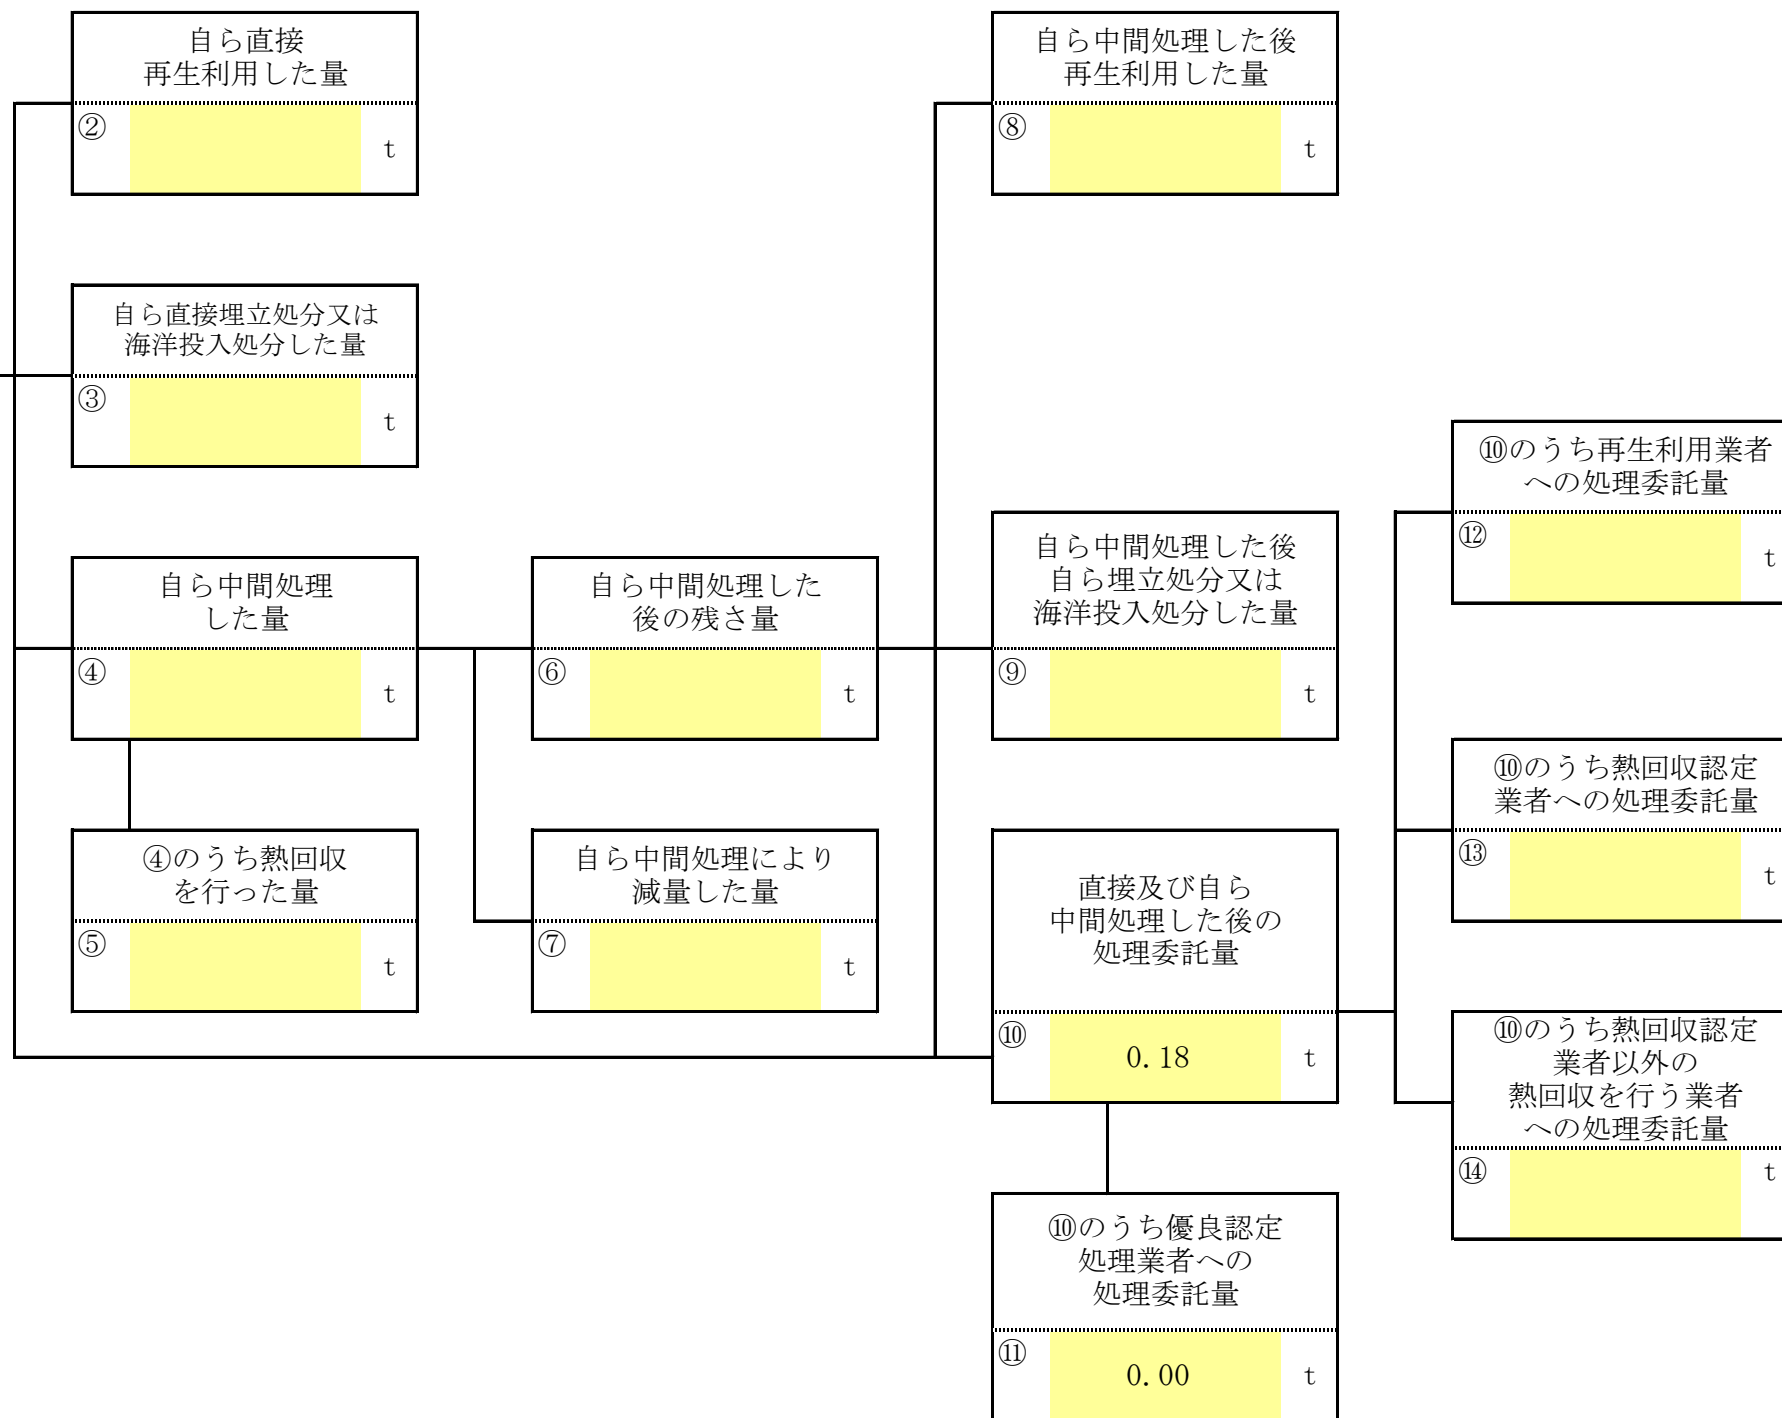 自ら直接
再生利用した量
②
t
自ら中間処理した後
再生利用した量
⑧
t
自ら直接埋立処分又は
海洋投入処分した量
③
t
⑩のうち再生利用業者
への処理委託量
⑫
t
自ら中間処理
した量
④
t
自ら中間処理した
後の残さ量
⑥
t
自ら中間処理した後
自ら埋立処分又は
海洋投入処分した量
⑨
t
⑩のうち熱回収認定
業者への処理委託量
⑬
t
④のうち熱回収
を行った量
⑤
t
自ら中間処理により
減量した量
⑦
t
直接及び自ら
中間処理した後の
処理委託量
⑩
0.18 t
⑩のうち熱回収認定
業者以外の
熱回収を行う業者
への処理委託量
⑭
t
⑩のうち優良認定
処理業者への
処理委託量
⑪
0.00 t